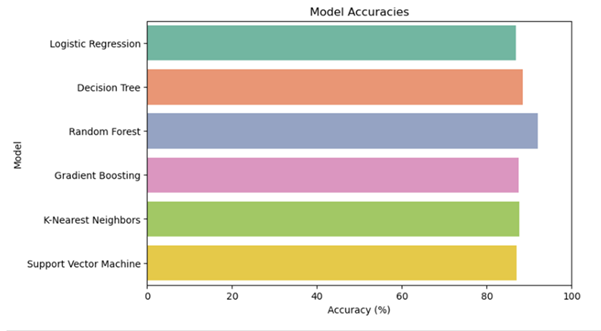 Model Accuracies
Logistic Regression
Decision Tree
Random Forest
Gradient Boosting
K-Nearest Neighbors
Support Vector Machine
Model
0 20 40 60 80 100
Accuracy (%)